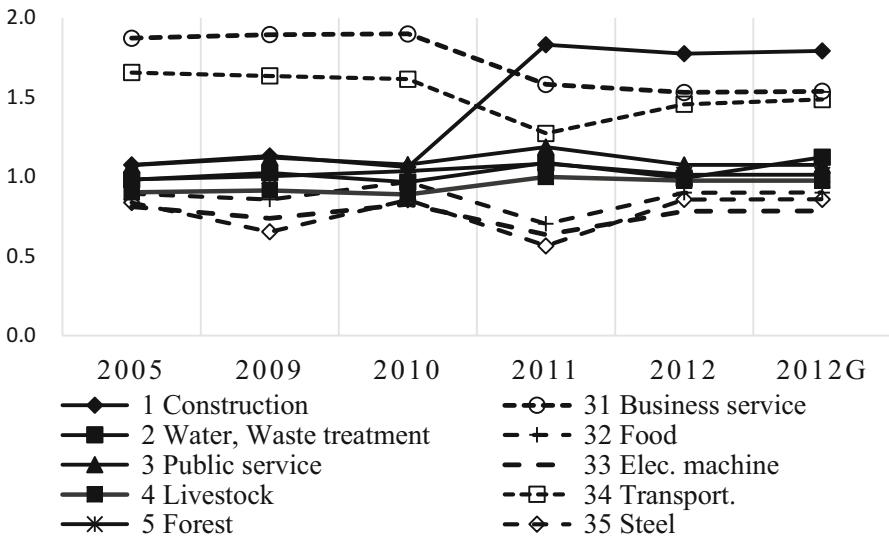 2.0
1.5
1.0
0.5
0.0
2005 2009 2010 2011 2012 2012G
1 Construction 31 Business service
2 Water, Waste treatment 32 Food
3 Public service 33 Elec. machine
4 Livestock 34 Transport.
5 Forest 35 Steel